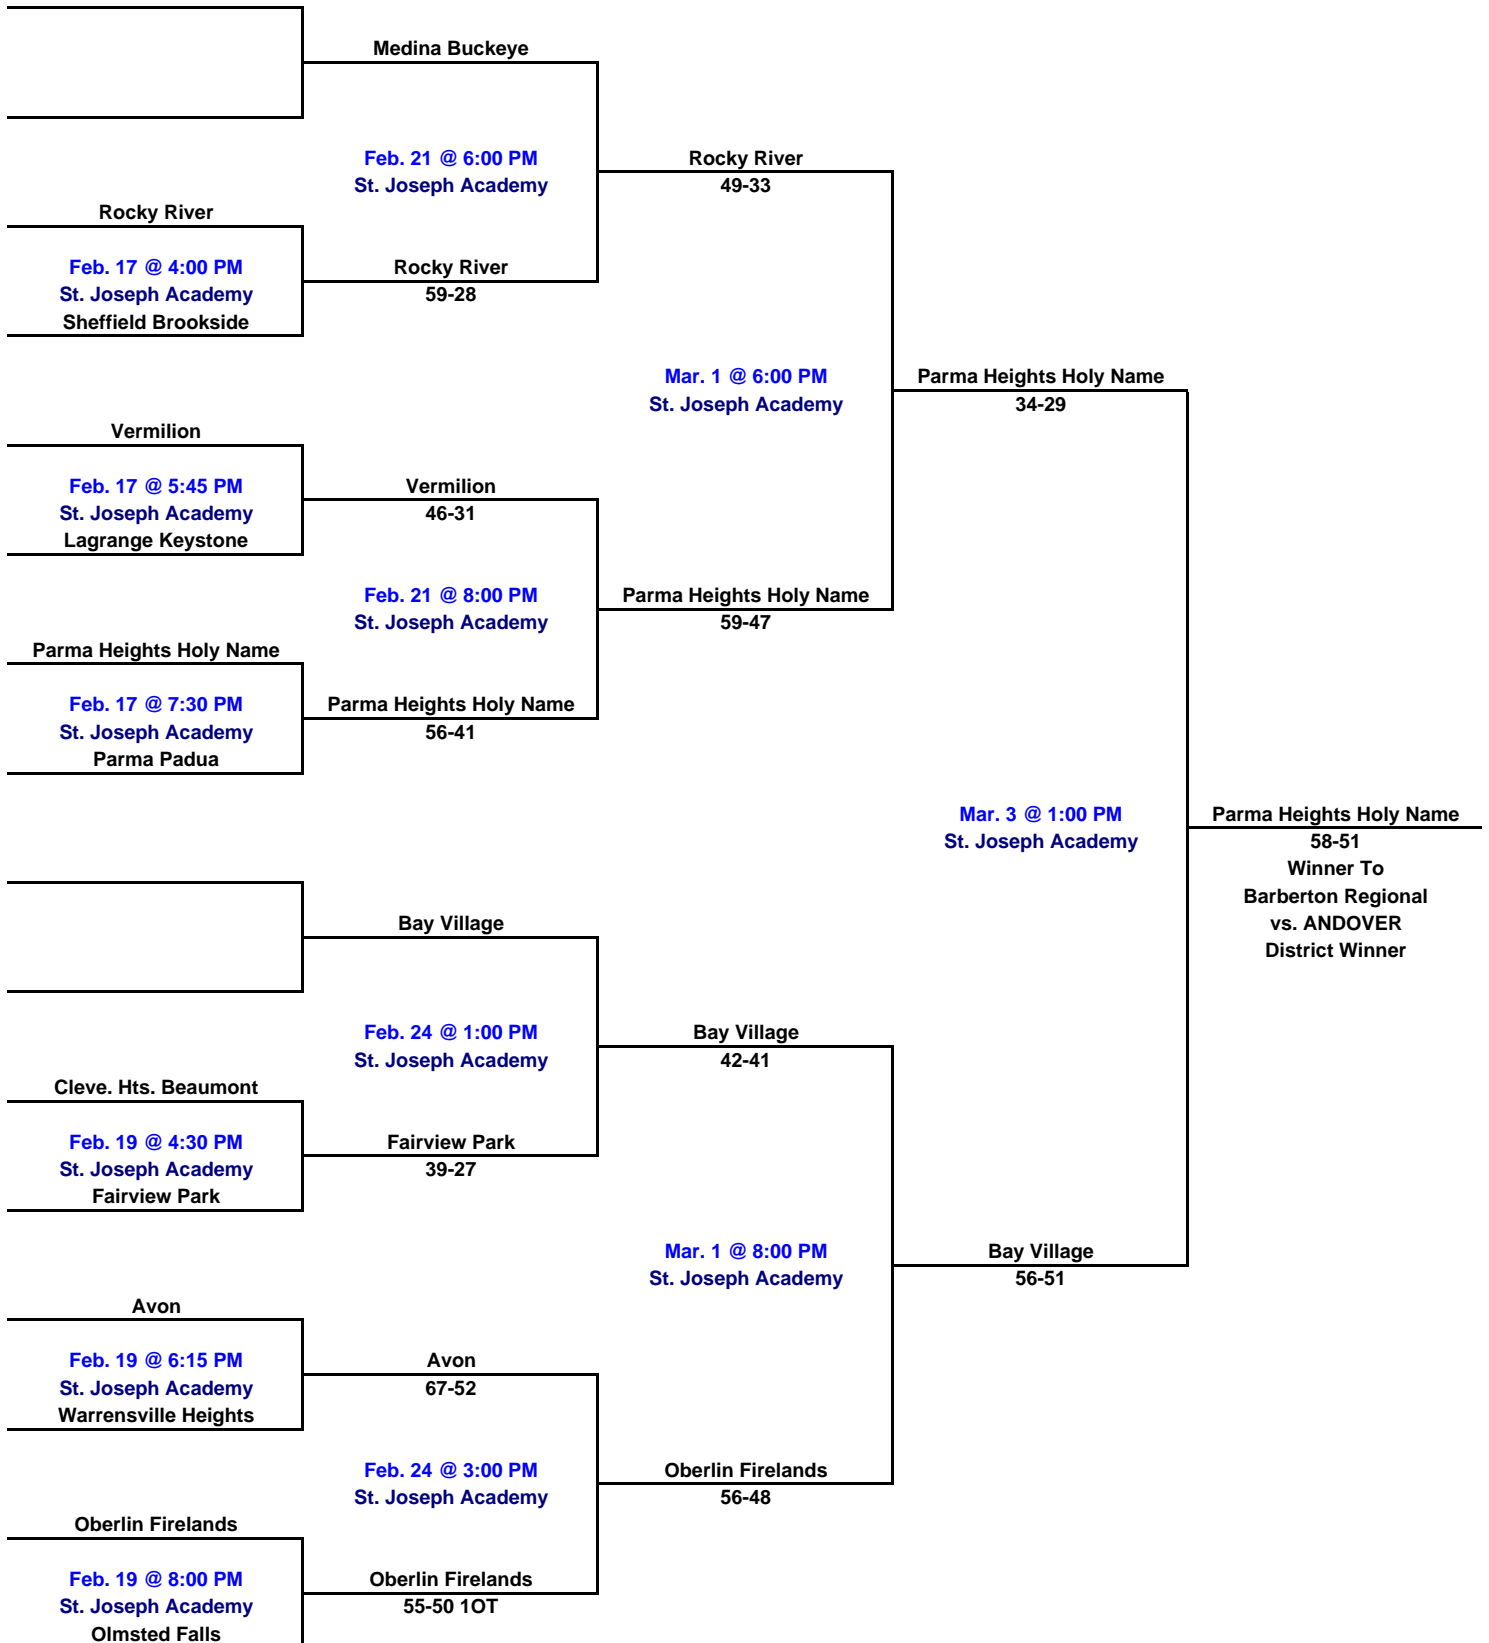 Medina Buckeye
Feb. 21 @ 6:00 PM
St. Joseph Academy
Rocky River
49-33
Rocky River
Feb. 17 @ 4:00 PM
St. Joseph Academy
Sheffield Brookside
Rocky River
59-28
Mar. 1 @ 6:00 PM
St. Joseph Academy
Parma Heights Holy Name
34-29
Vermilion
Feb. 17 @ 5:45 PM
St. Joseph Academy
Lagrange Keystone
Vermilion
46-31
Feb. 21 @ 8:00 PM
St. Joseph Academy
Parma Heights Holy Name
59-47
Parma Heights Holy Name
Feb. 17 @ 7:30 PM
St. Joseph Academy
Parma Padua
Parma Heights Holy Name
56-41
Mar. 3 @ 1:00 PM
St. Joseph Academy
Parma Heights Holy Name
58-51
Winner To
Barberton Regional
vs. ANDOVER
District Winner
Bay Village
Feb. 24 @ 1:00 PM
St. Joseph Academy
Bay Village
42-41
Cleve. Hts. Beaumont
Feb. 19 @ 4:30 PM
St. Joseph Academy
Fairview Park
Fairview Park
39-27
Mar. 1 @ 8:00 PM
St. Joseph Academy
Bay Village
56-51
Avon
Feb. 19 @ 6:15 PM
St. Joseph Academy
Warrensville Heights
Avon
67-52
Feb. 24 @ 3:00 PM
St. Joseph Academy
Oberlin Firelands
56-48
Oberlin Firelands
Feb. 19 @ 8:00 PM
St. Joseph Academy
Olmsted Falls
Oberlin Firelands
55-50 1OT